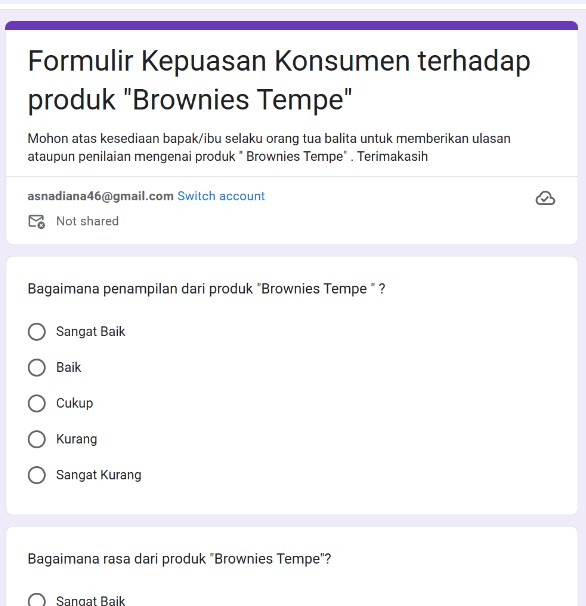 Formulir Kepuasan Konsumen terhadap
produk "Brownies Tempe"
Mohon atas kesediaan bapak/ibu selaku orang tua balita untuk memberikan ulasan
ataupun penilaian mengenai produk " Brownies Tempe" . Terimakasih
asnadiana46@gmail.com Switch account
Not shared
Bagaimana penampilan dari produk "Brownies Tempe " ?
Sangat Baik
Baik
Cukup
Kurang
Sangat Kurang
Bagaimana rasa dari produk "Brownies Tempe"?
Sangat Baik